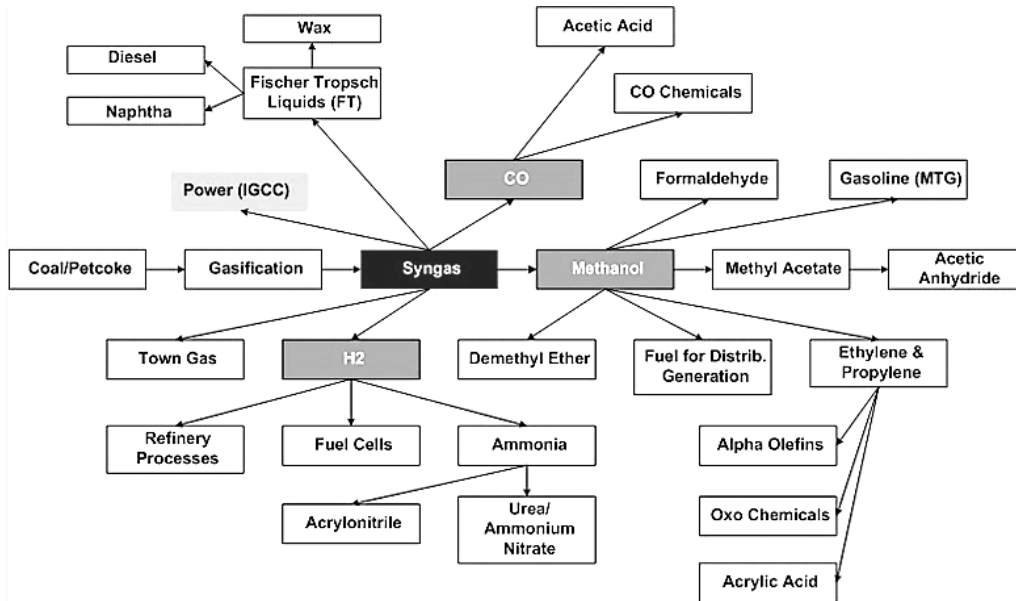 Wax
Acetic Acid
Diesel
Fischer Tropsch
Liquids (FT)
Naphtha
CO Chemicals
CO
Power (IGCC)
Formaldehyde
Gasoline (MTG)
Coal/Petcoke
Gasification
Syngas
Methanol
Methyl Acetate
Acetic
Anhydride
Town Gas
H2
Demethyl Ether
Fuel for Distrib.
Generation
Ethylene &
Propylene
Refinery
Processes
Fuel Cells
Ammonia
Alpha Olefins
Acrylonitrile
Urea/
Ammonium
Nitrate
Oxo Chemicals
Acrylic Acid